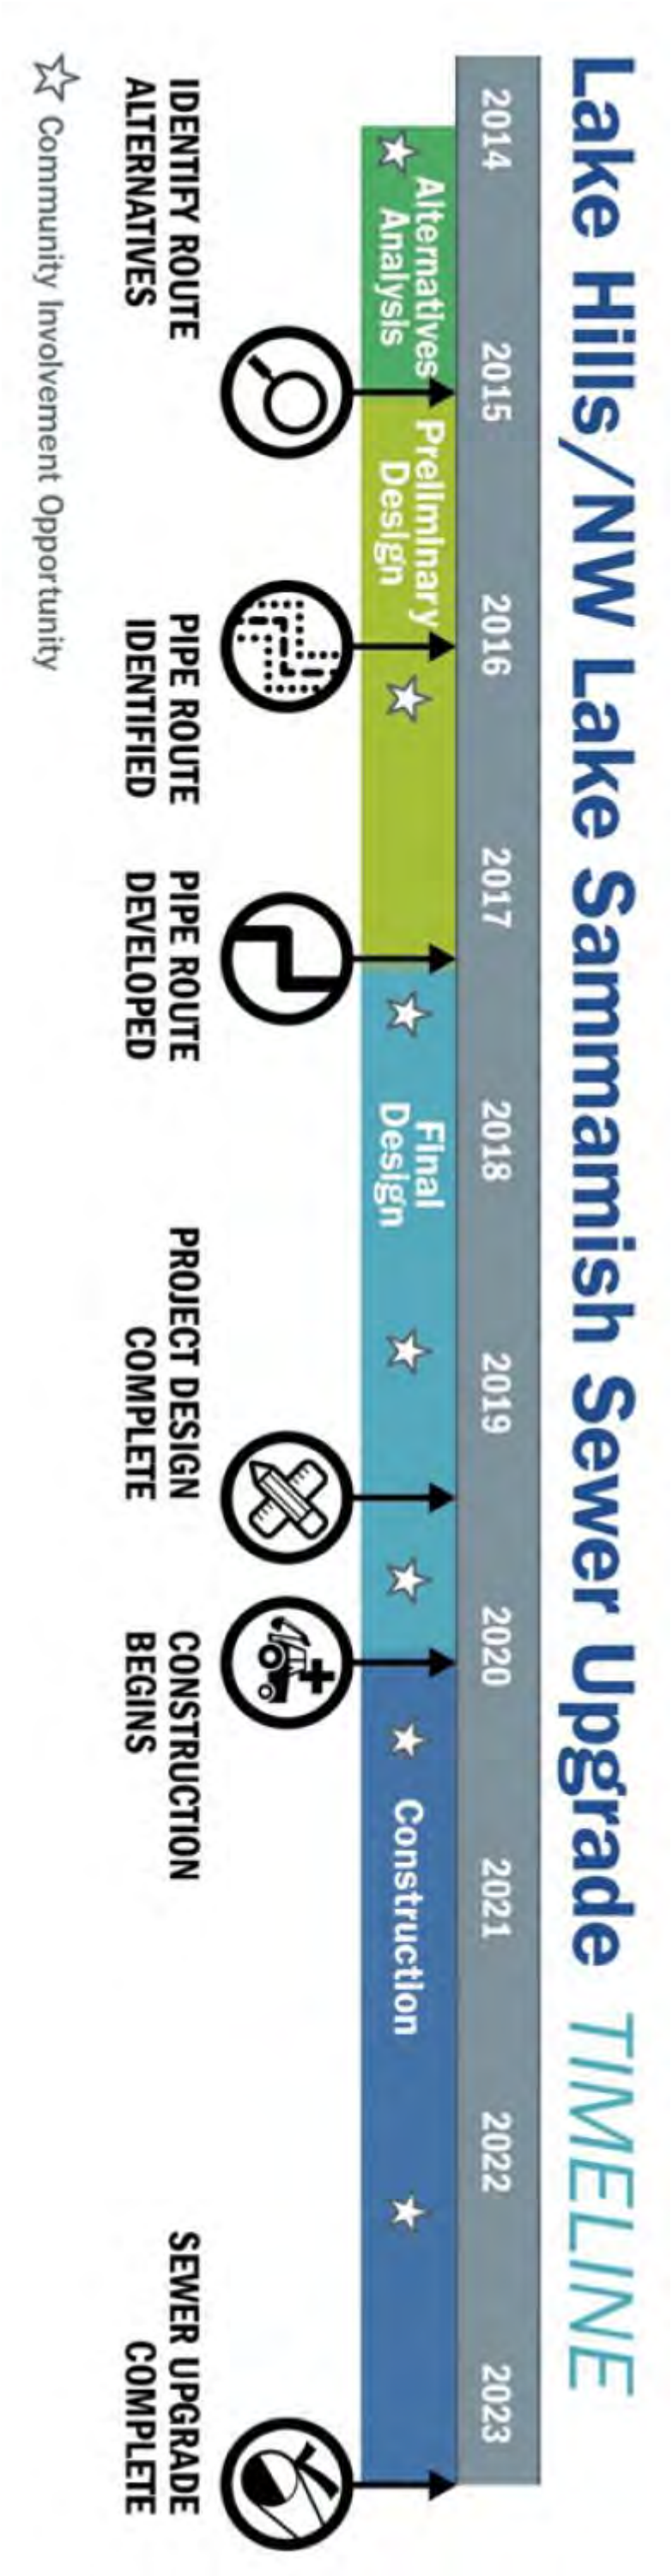 Lake Hills/NW Lake Sammamish Sewer Upgrade TIMELINE
2014 2015 2016 2017 2018 2019 2020 2021 2022 2023
Alternatives
Analysis
Preliminary
Design
Final
Design
Construction
IDENTIFY ROUTE
ALTERNATIVES
PIPE ROUTE
IDENTIFIED
PIPE ROUTE
DEVELOPED
PROJECT DESIGN
COMPLETE
CONSTRUCTION
BEGINS
SEWER UPGRADE
COMPLETE
Community Involvement Opportunity